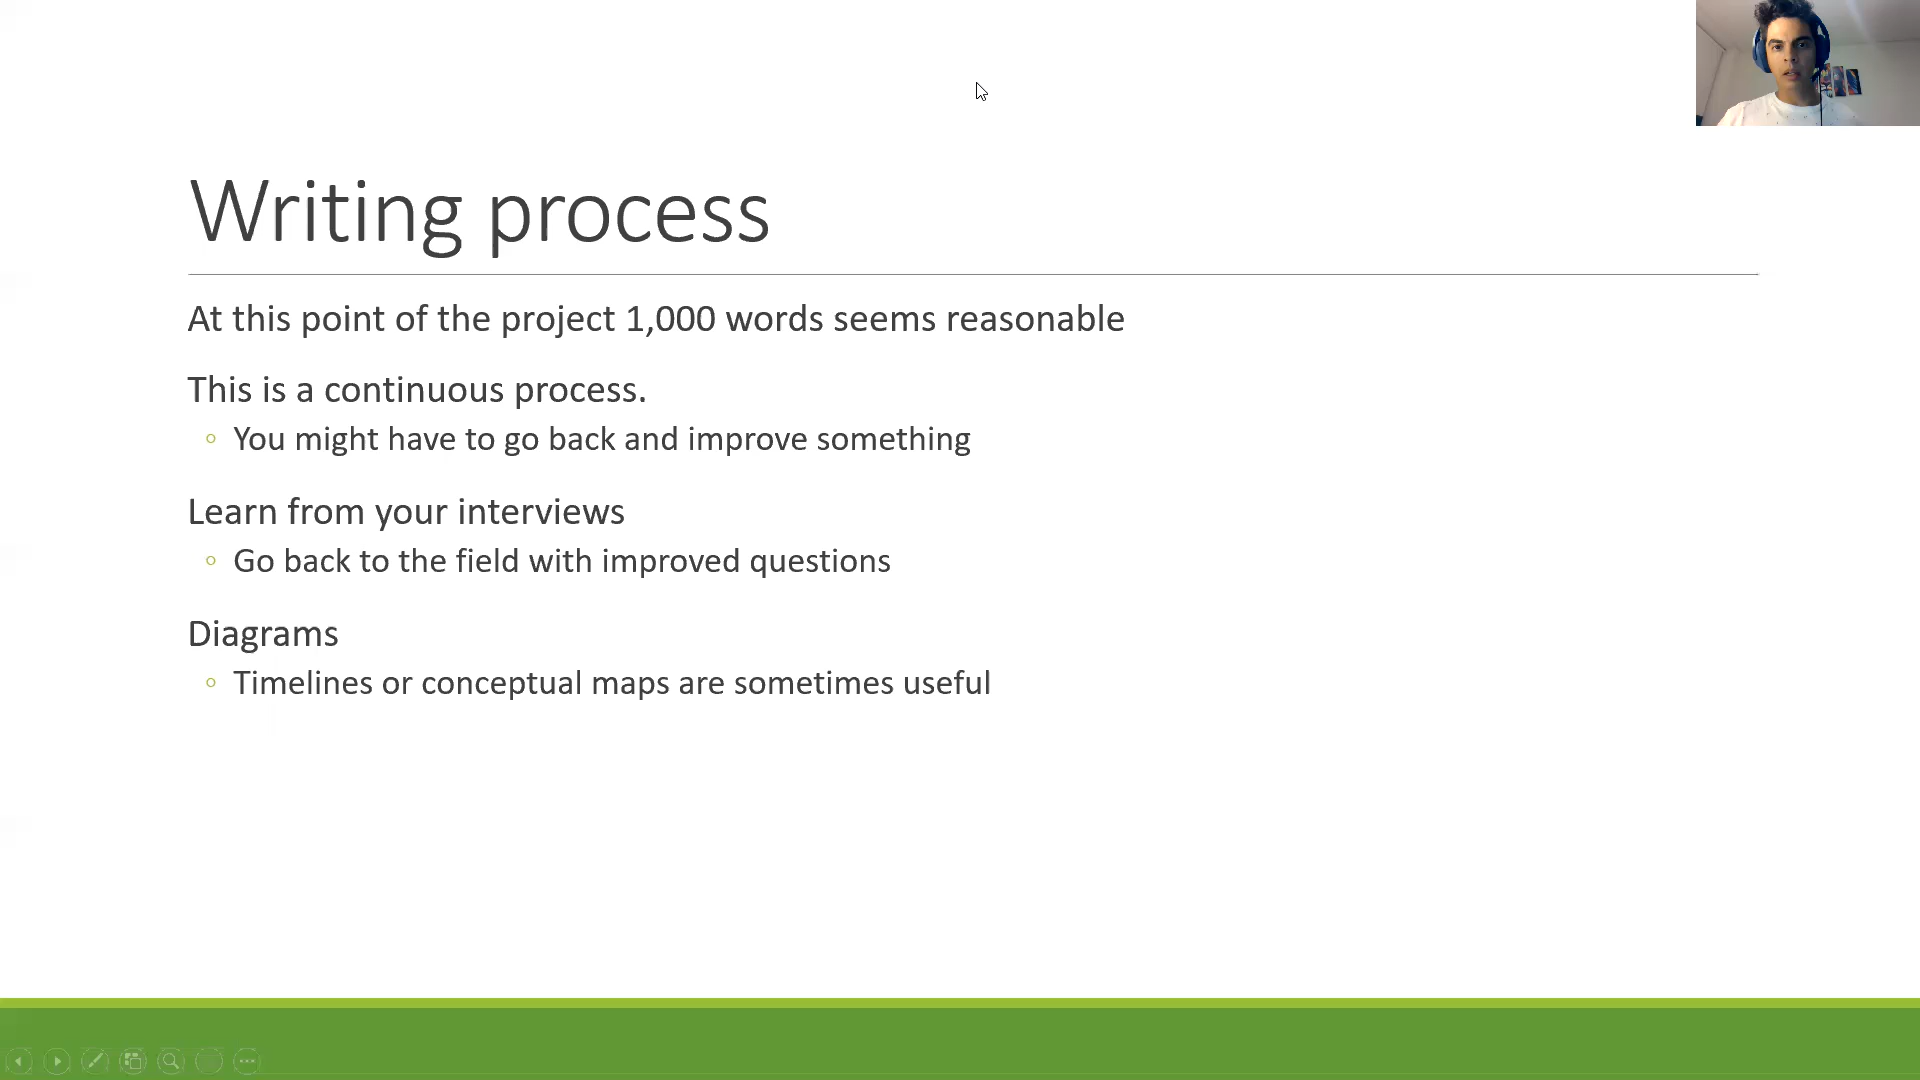 Writing process
At this point of the project 1,000 words seems reasonable
This is a continuous process.
You might have to go back and improve something
Learn from your interviews
Go back to the field with improved questions
Diagrams
Timelines or conceptual maps are sometimes useful